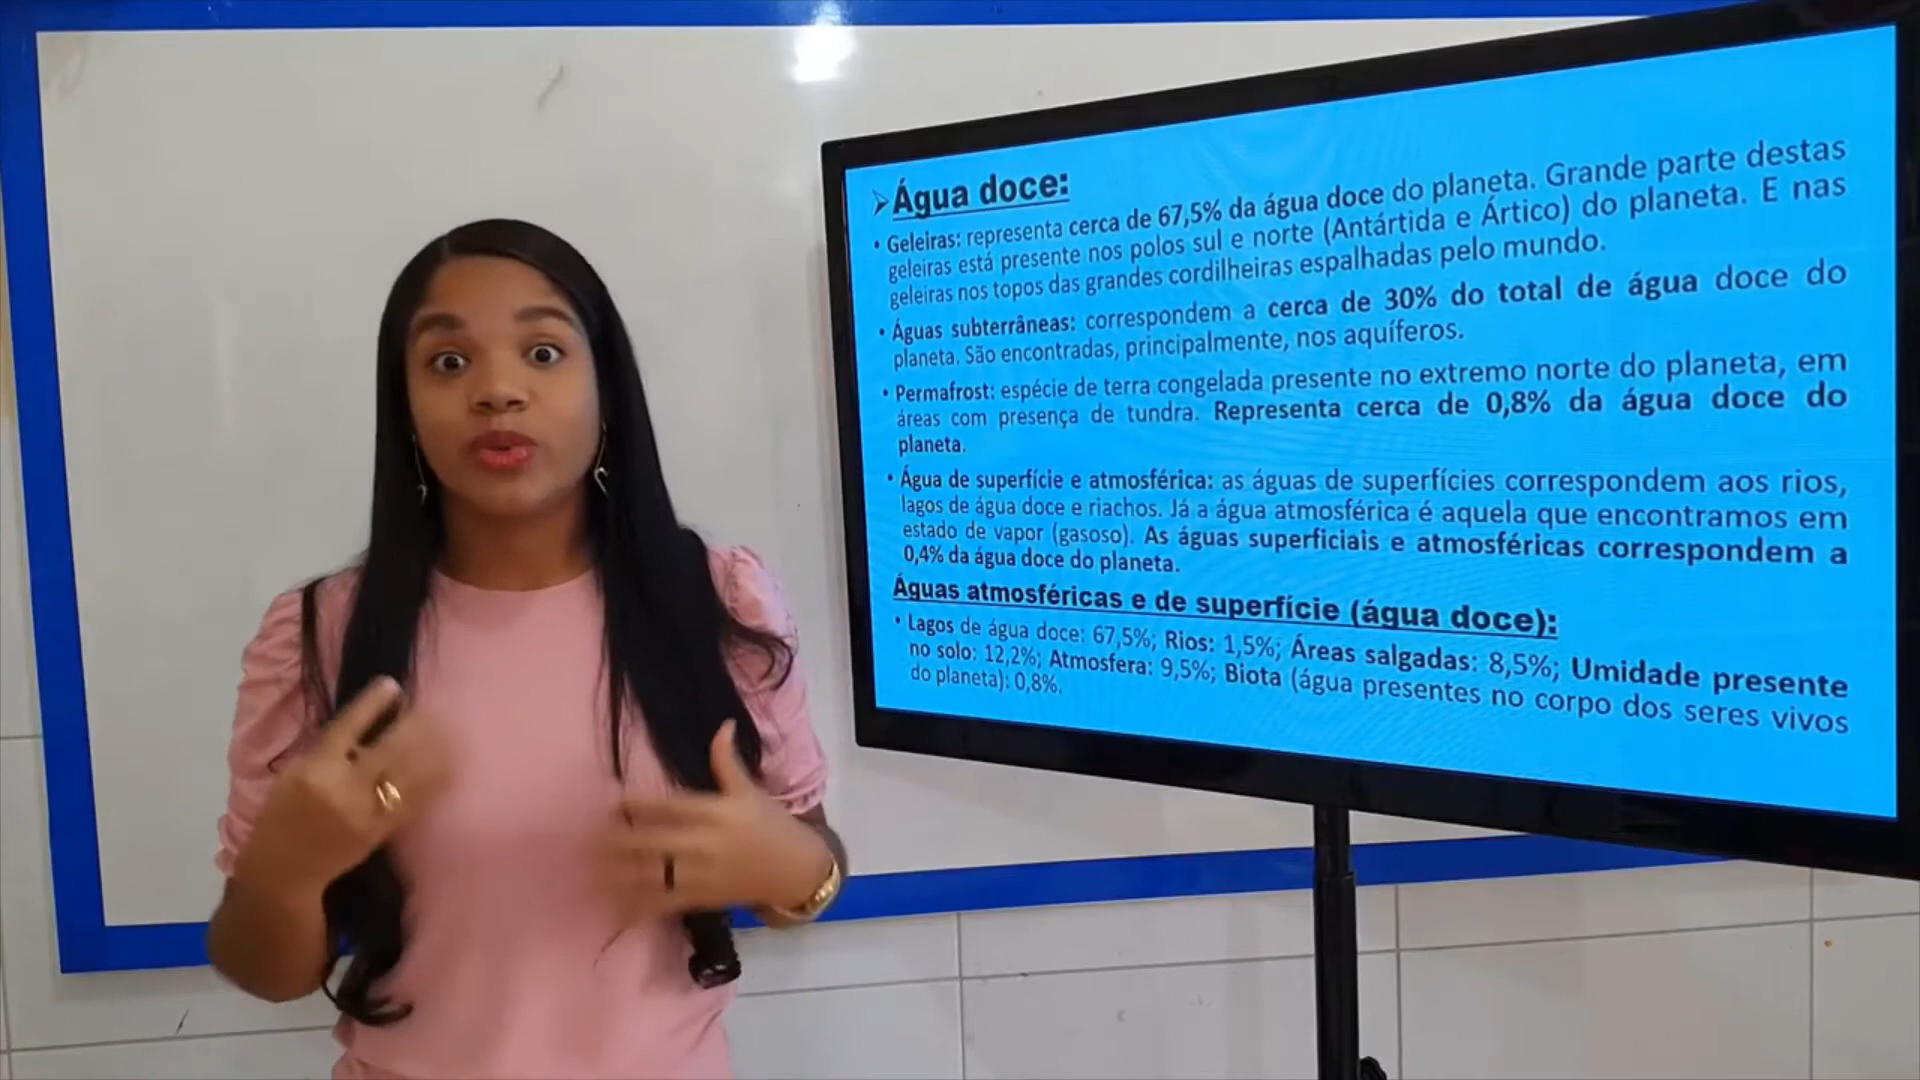 ➢Água doce:
• Geleiras: representa cerca de 67,5% da água doce do planeta. Grande parte destas
geleiras está presente nos polos sul e norte (Antártida e Ártico) do planeta. E nas
geleiras nos topos das grandes cordilheiras espalhadas pelo mundo.
• Águas subterrâneas: correspondem a cerca de 30% do total de água doce do
planeta. São encontradas, principalmente, nos aquíferos.
• Permafrost: espécie de terra congelada presente no extremo norte do planeta, em
áreas com presença de tundra. Representa cerca de 0,8% da água doce do
planeta.
• Água de superfície e atmosférica: as águas de superfícies correspondem aos rios,
lagos de água doce e riachos. Já a água atmosférica é aquela que encontramos em
estado de vapor (gasoso). As águas superficiais e atmosféricas correspondem a
0,4% da água doce do planeta.
Águas atmosféricas e de superfície (água doce):
• Lagos de água doce: 67,5%; Rios: 1,5%; Áreas salgadas: 8,5%; Umidade presente
no solo: 12,2%; Atmosfera: 9,5%; Biota (água presentes no corpo dos seres vivos
do planeta): 0,8%.